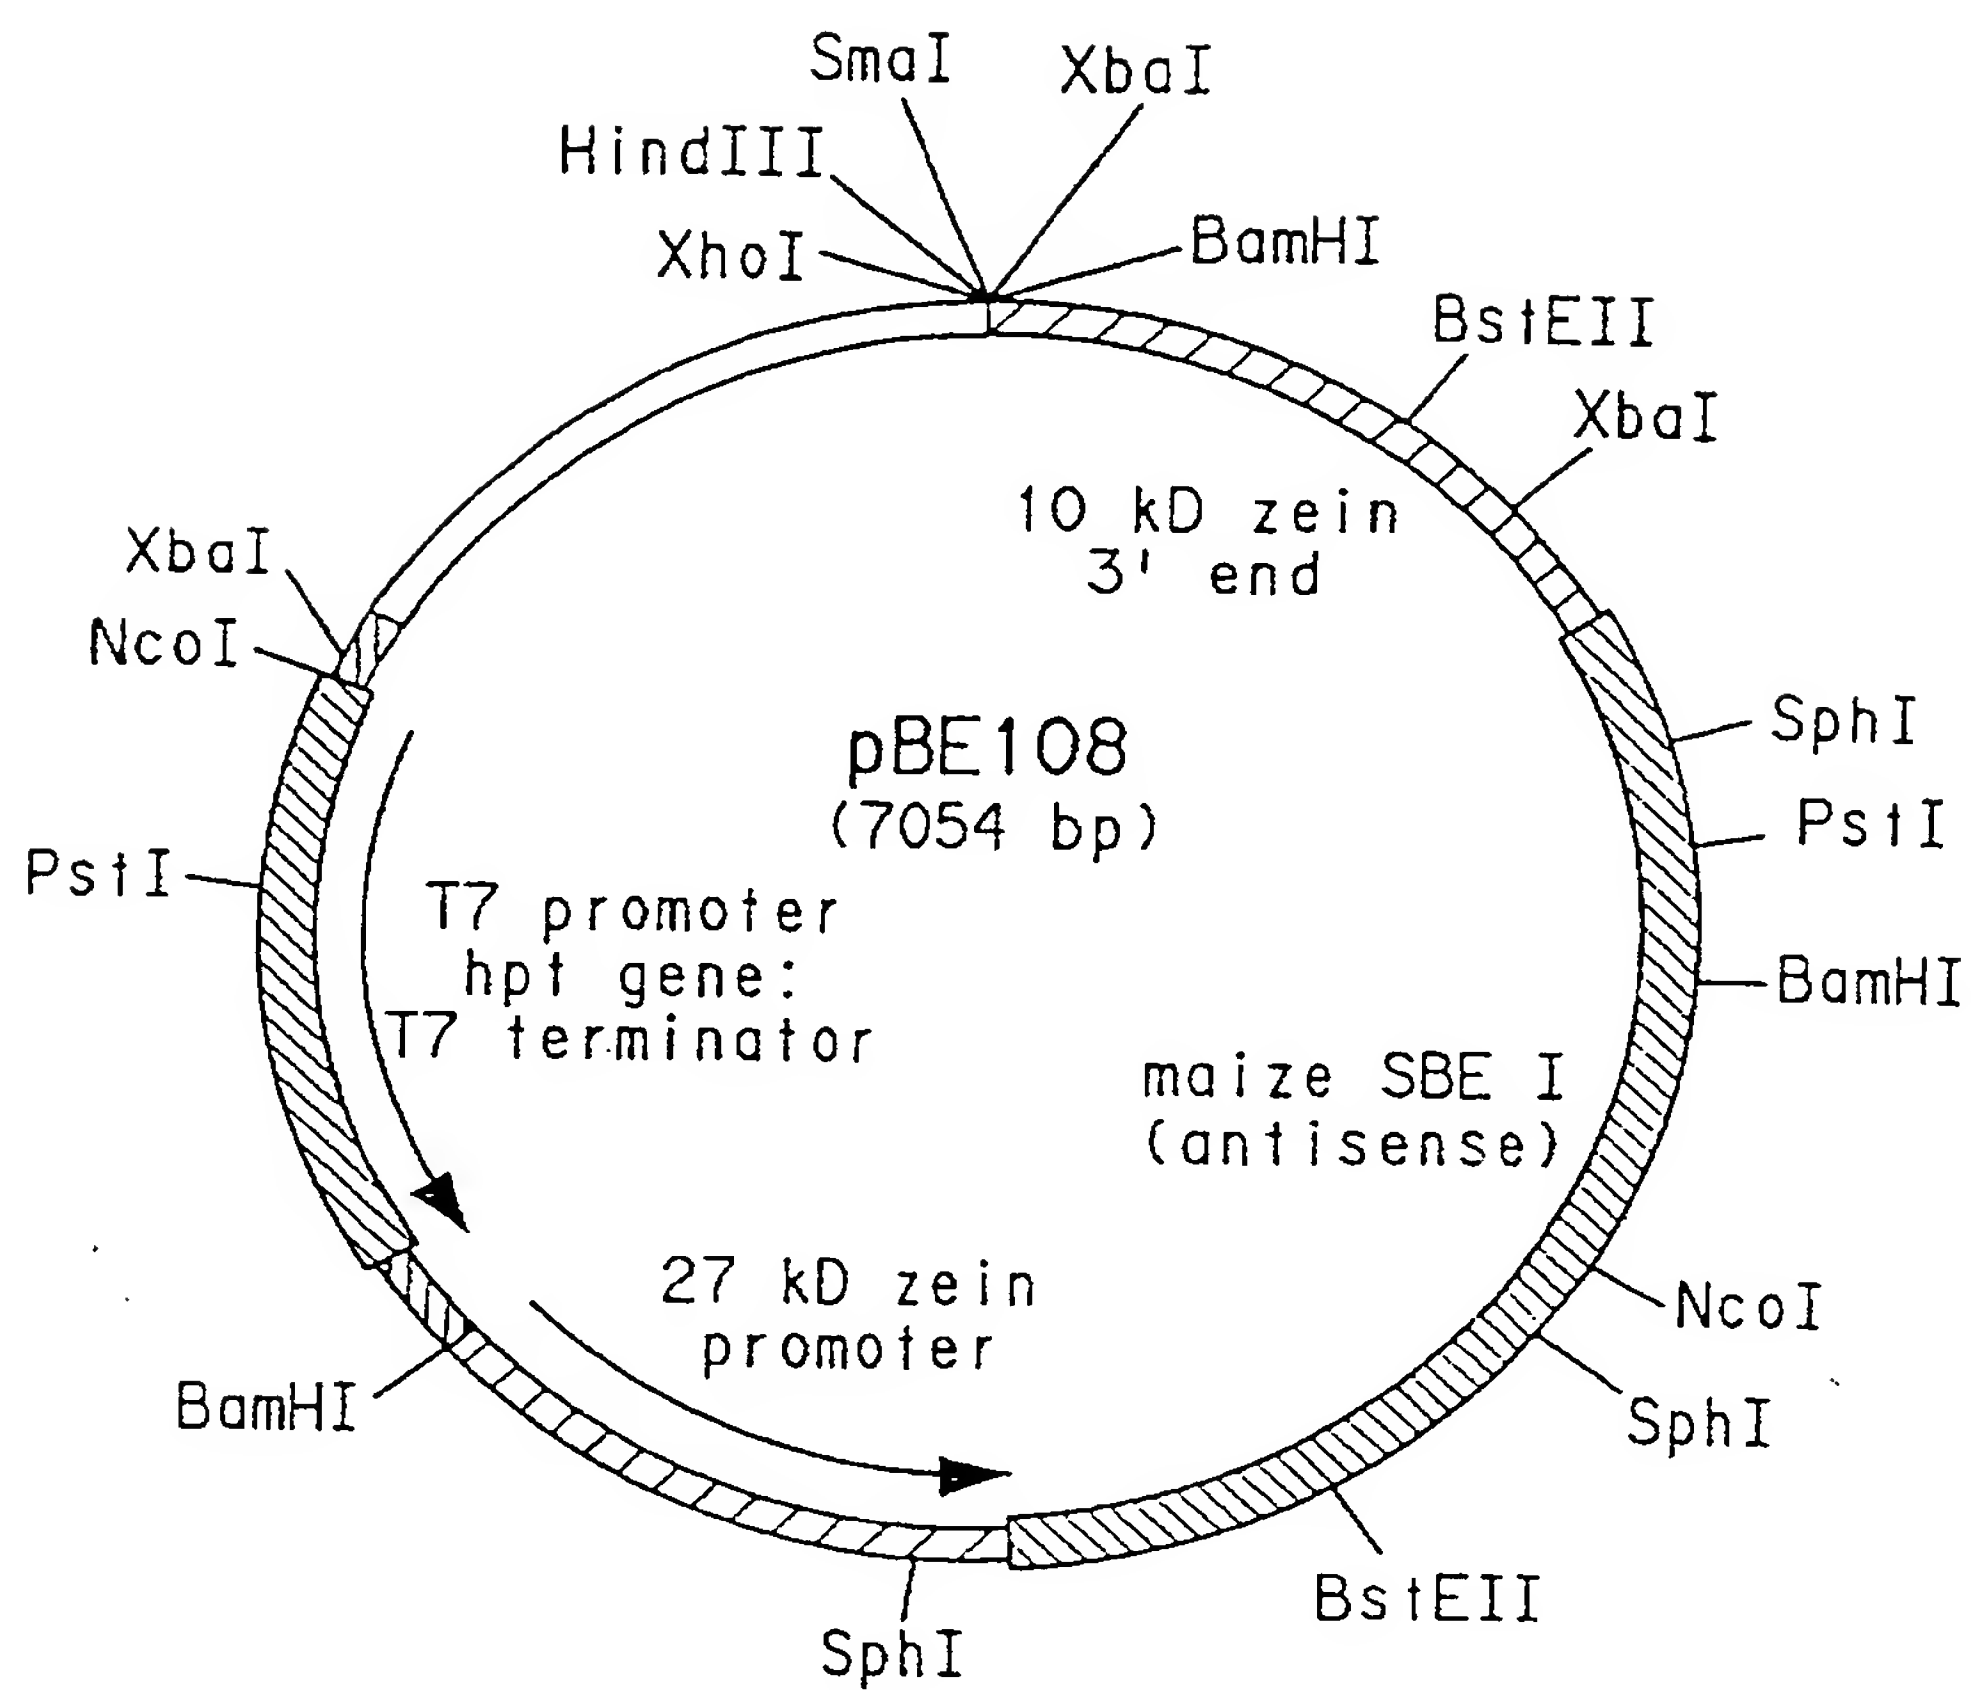 SmaI
XbaI
HindIII
XhoI
BamHI
BstEII
XbaI
10 kD zein
3' end
XbaI
NcoI
SphI
pBE108
(7054 bp)
PstI
PstI
T7 promoter
hpt gene:
T7 terminator
BamHI
maize SBE I
(antisense)
27 kD zein
promoter
NcoI
BamHI
SphI
BstEII
SphI